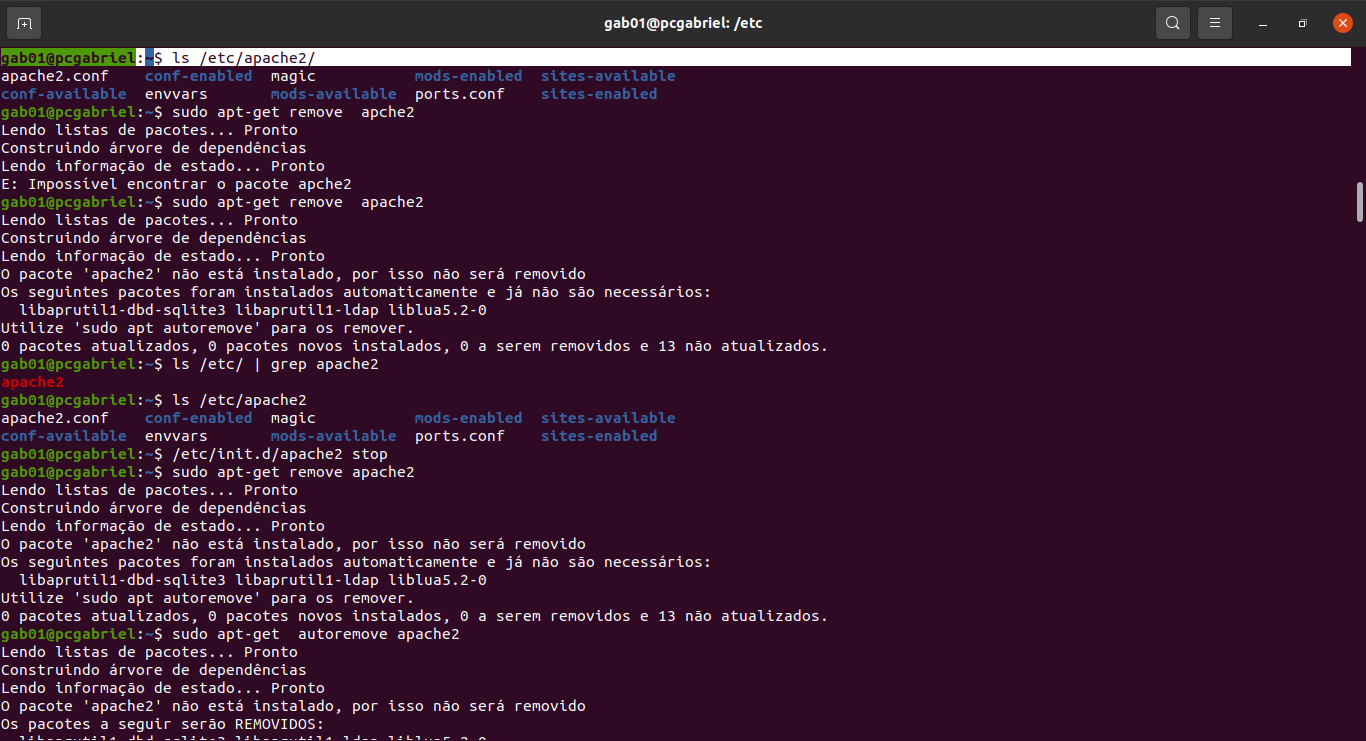 gab01@pcgabriel: /etc
gab01@pcgabriel:~$ ls /etc/apache2/
apache2.conf    conf-enabled  magic           mods-enabled  sites-available
conf-available  envvars       mods-available  ports.conf    sites-enabled
gab01@pcgabriel:~$ sudo apt-get remove  apche2
Lendo listas de pacotes... Pronto
Construindo árvore de dependências
Lendo informação de estado... Pronto
E: Impossível encontrar o pacote apche2
gab01@pcgabriel:~$ sudo apt-get remove  apache2
Lendo listas de pacotes... Pronto
Construindo árvore de dependências
Lendo informação de estado... Pronto
O pacote 'apache2' não está instalado, por isso não será removido
Os seguintes pacotes foram instalados automaticamente e já não são necessários:
  libaprutil1-dbd-sqlite3 libaprutil1-ldap liblua5.2-0
Utilize 'sudo apt autoremove' para os remover.
0 pacotes atualizados, 0 pacotes novos instalados, 0 a serem removidos e 13 não atualizados.
gab01@pcgabriel:~$ ls /etc/ | grep apache2
apache2
gab01@pcgabriel:~$ ls /etc/apache2
apache2.conf    conf-enabled  magic           mods-enabled  sites-available
conf-available  envvars       mods-available  ports.conf    sites-enabled
gab01@pcgabriel:~$ /etc/init.d/apache2 stop
gab01@pcgabriel:~$ sudo apt-get remove apache2
Lendo listas de pacotes... Pronto
Construindo árvore de dependências
Lendo informação de estado... Pronto
O pacote 'apache2' não está instalado, por isso não será removido
Os seguintes pacotes foram instalados automaticamente e já não são necessários:
  libaprutil1-dbd-sqlite3 libaprutil1-ldap liblua5.2-0
Utilize 'sudo apt autoremove' para os remover.
0 pacotes atualizados, 0 pacotes novos instalados, 0 a serem removidos e 13 não atualizados.
gab01@pcgabriel:~$ sudo apt-get  autoremove apache2
Lendo listas de pacotes... Pronto
Construindo árvore de dependências
Lendo informação de estado... Pronto
O pacote 'apache2' não está instalado, por isso não será removido
Os pacotes a seguir serão REMOVIDOS:
  libaprutil1-dbd-sqlite3 libaprutil1-ldap liblua5.2-0